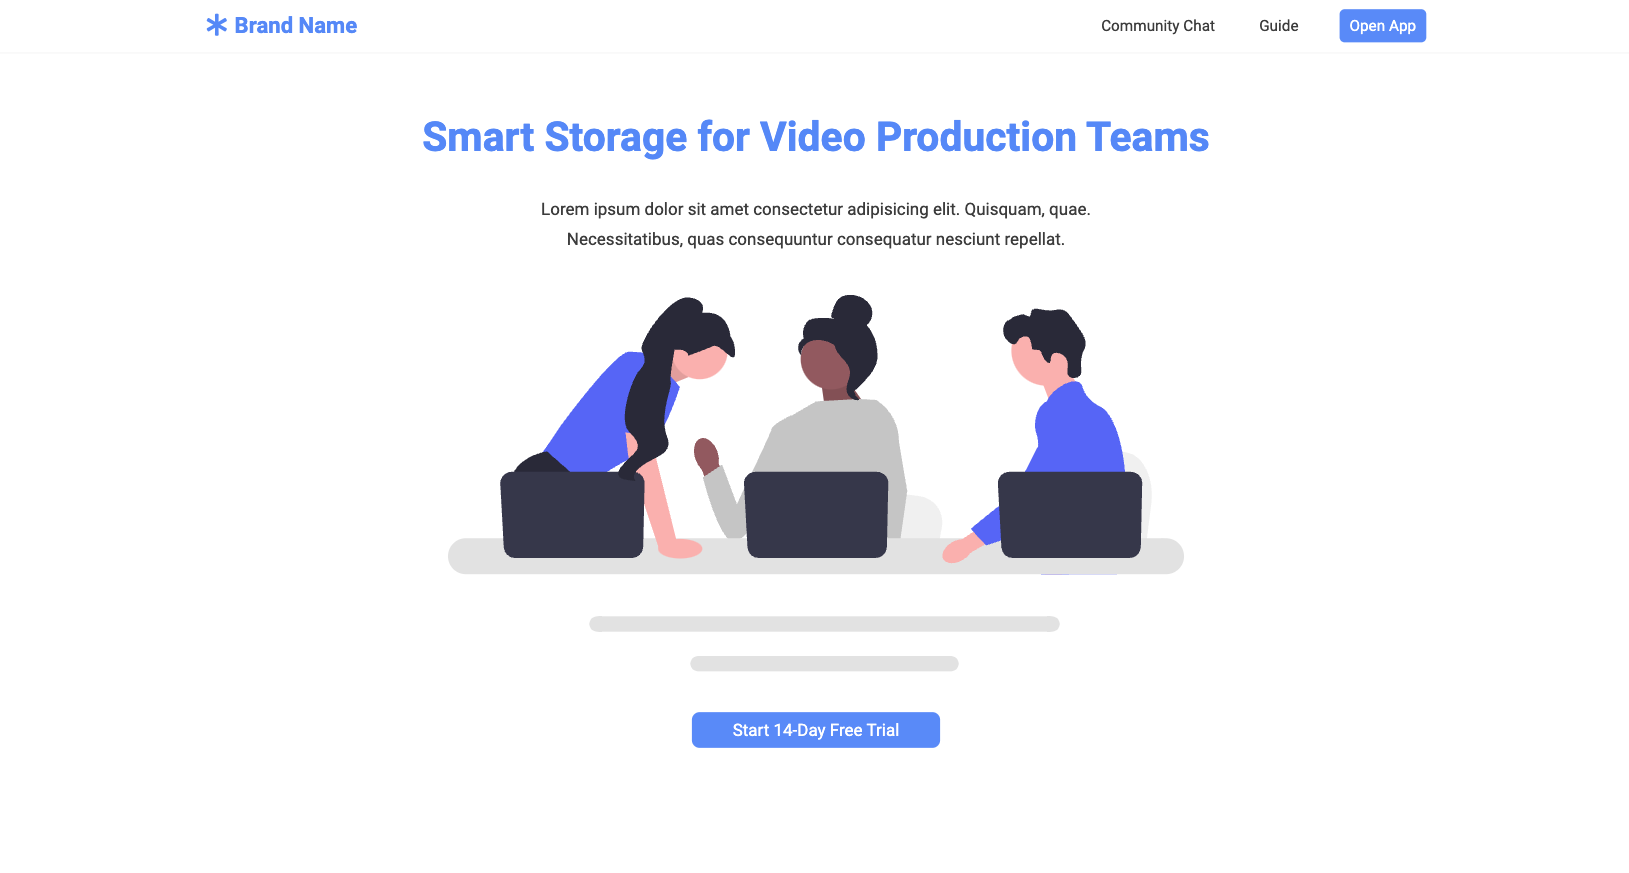 Brand Name
Community Chat
Guide
Open App
Smart Storage for Video Production Teams
Lorem ipsum dolor sit amet consectetur adipisicing elit. Quisquam, quae.
Necessitatibus, quas consequuntur consequatur nesciunt repellat.
Start 14-Day Free Trial